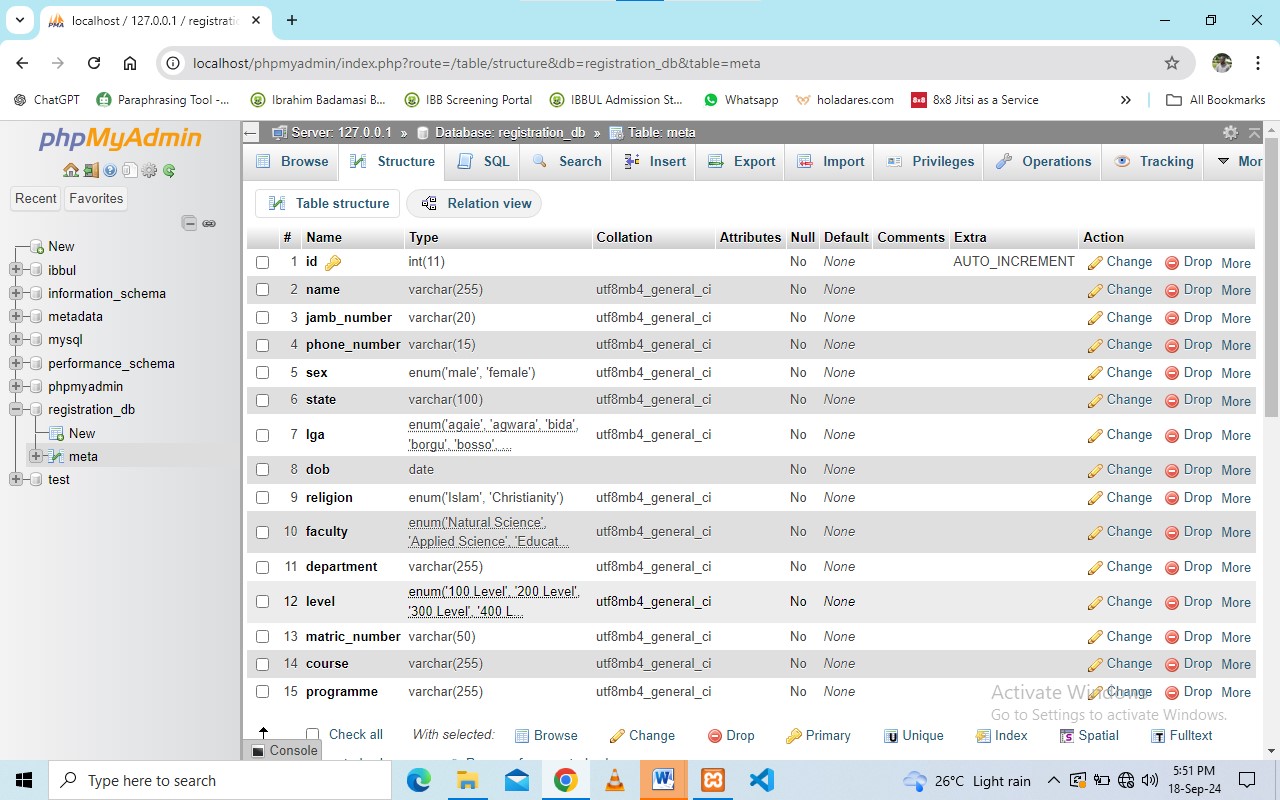 localhost / 127.0.0.1 / registratio
localhost/phpmyadmin/index.php?route=/table/structure&db=registration_db&table=meta
ChatGPT Paraphrasing Tool -... Ibrahim Badamasi B... IBB Screening Portal IBBUL Admission St... Whatsapp holadares.com 8x8 8x8 Jitsi as a Service » All Bookmarks
phpMyAdmin
Recent Favorites
New
ibbul
information_schema
metadata
mysql
performance_schema
phpmyadmin
registration_db
New
meta
test
Server: 127.0.0.1 » Database: registration_db » Table: meta
Browse Structure SQL Search Insert Export Import Privileges Operations Tracking Mor
Table structure Relation view
# Name Type Collation Attributes Null Default Comments Extra Action
1 id int(11) No None AUTO_INCREMENT Change Drop More
2 name varchar(255) utf8mb4_general_ci No None Change Drop More
3 jamb_number varchar(20) utf8mb4_general_ci No None Change Drop More
4 phone_number varchar(15) utf8mb4_general_ci No None Change Drop More
5 sex enum('male', 'female') utf8mb4_general_ci No None Change Drop More
6 state varchar(100) utf8mb4_general_ci No None Change Drop More
7 lga enum('agaie', 'agwara', 'bida', 'borgu', 'bosso',... utf8mb4_general_ci No None Change Drop More
8 dob date No None Change Drop More
9 religion enum('Islam', 'Christianity') utf8mb4_general_ci No None Change Drop More
10 faculty enum('Natural Science', 'Applied Science', 'Educat... utf8mb4_general_ci No None Change Drop More
11 department varchar(255) utf8mb4_general_ci No None Change Drop More
12 level enum('100 Level', '200 Level', '300 Level', '400 L... utf8mb4_general_ci No None Change Drop More
13 matric_number varchar(50) utf8mb4_general_ci No None Change Drop More
14 course varchar(255) utf8mb4_general_ci No None Change Drop More
15 programme varchar(255) utf8mb4_general_ci No None Change Drop More
Activate Windows
Go to Settings to activate Windows.
Check all With selected: Browse Change Drop Primary Unique Index Spatial Fulltext
Console
Type here to search
26°C Light rain
5:51 PM
18-Sep-24